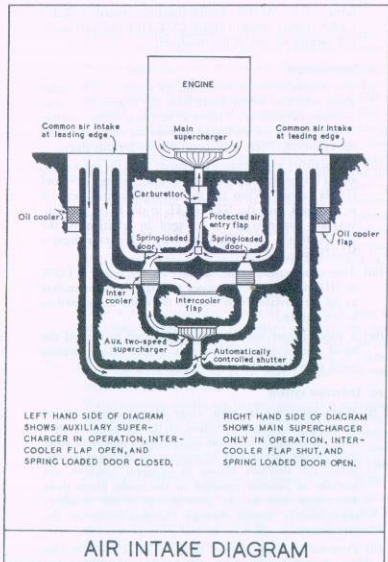 ENGINE
Common air intake
at leading edge
Main
supercharger
Common air intake
at leading edge
Carburettor
Protected air
entry flap
Oil cooler
Spring-loaded
door
Spring-loaded
door
Oil cooler
flap
Inter
cooler
Intercooler
flap
Aux. two-speed
supercharger
Automatically
controlled shutter
LEFT HAND SIDE OF DIAGRAM
SHOWS AUXILIARY SUPER-
CHARGER IN OPERATION, INTER-
COOLER FLAP OPEN, AND
SPRING LOADED DOOR CLOSED,
RIGHT HAND SIDE OF DIAGRAM
SHOWS MAIN SUPERCHARGER
ONLY IN OPERATION, INTER-
COOLER FLAP SHUT, AND
SPRING LOADED DOOR OPEN.
AIR INTAKE DIAGRAM